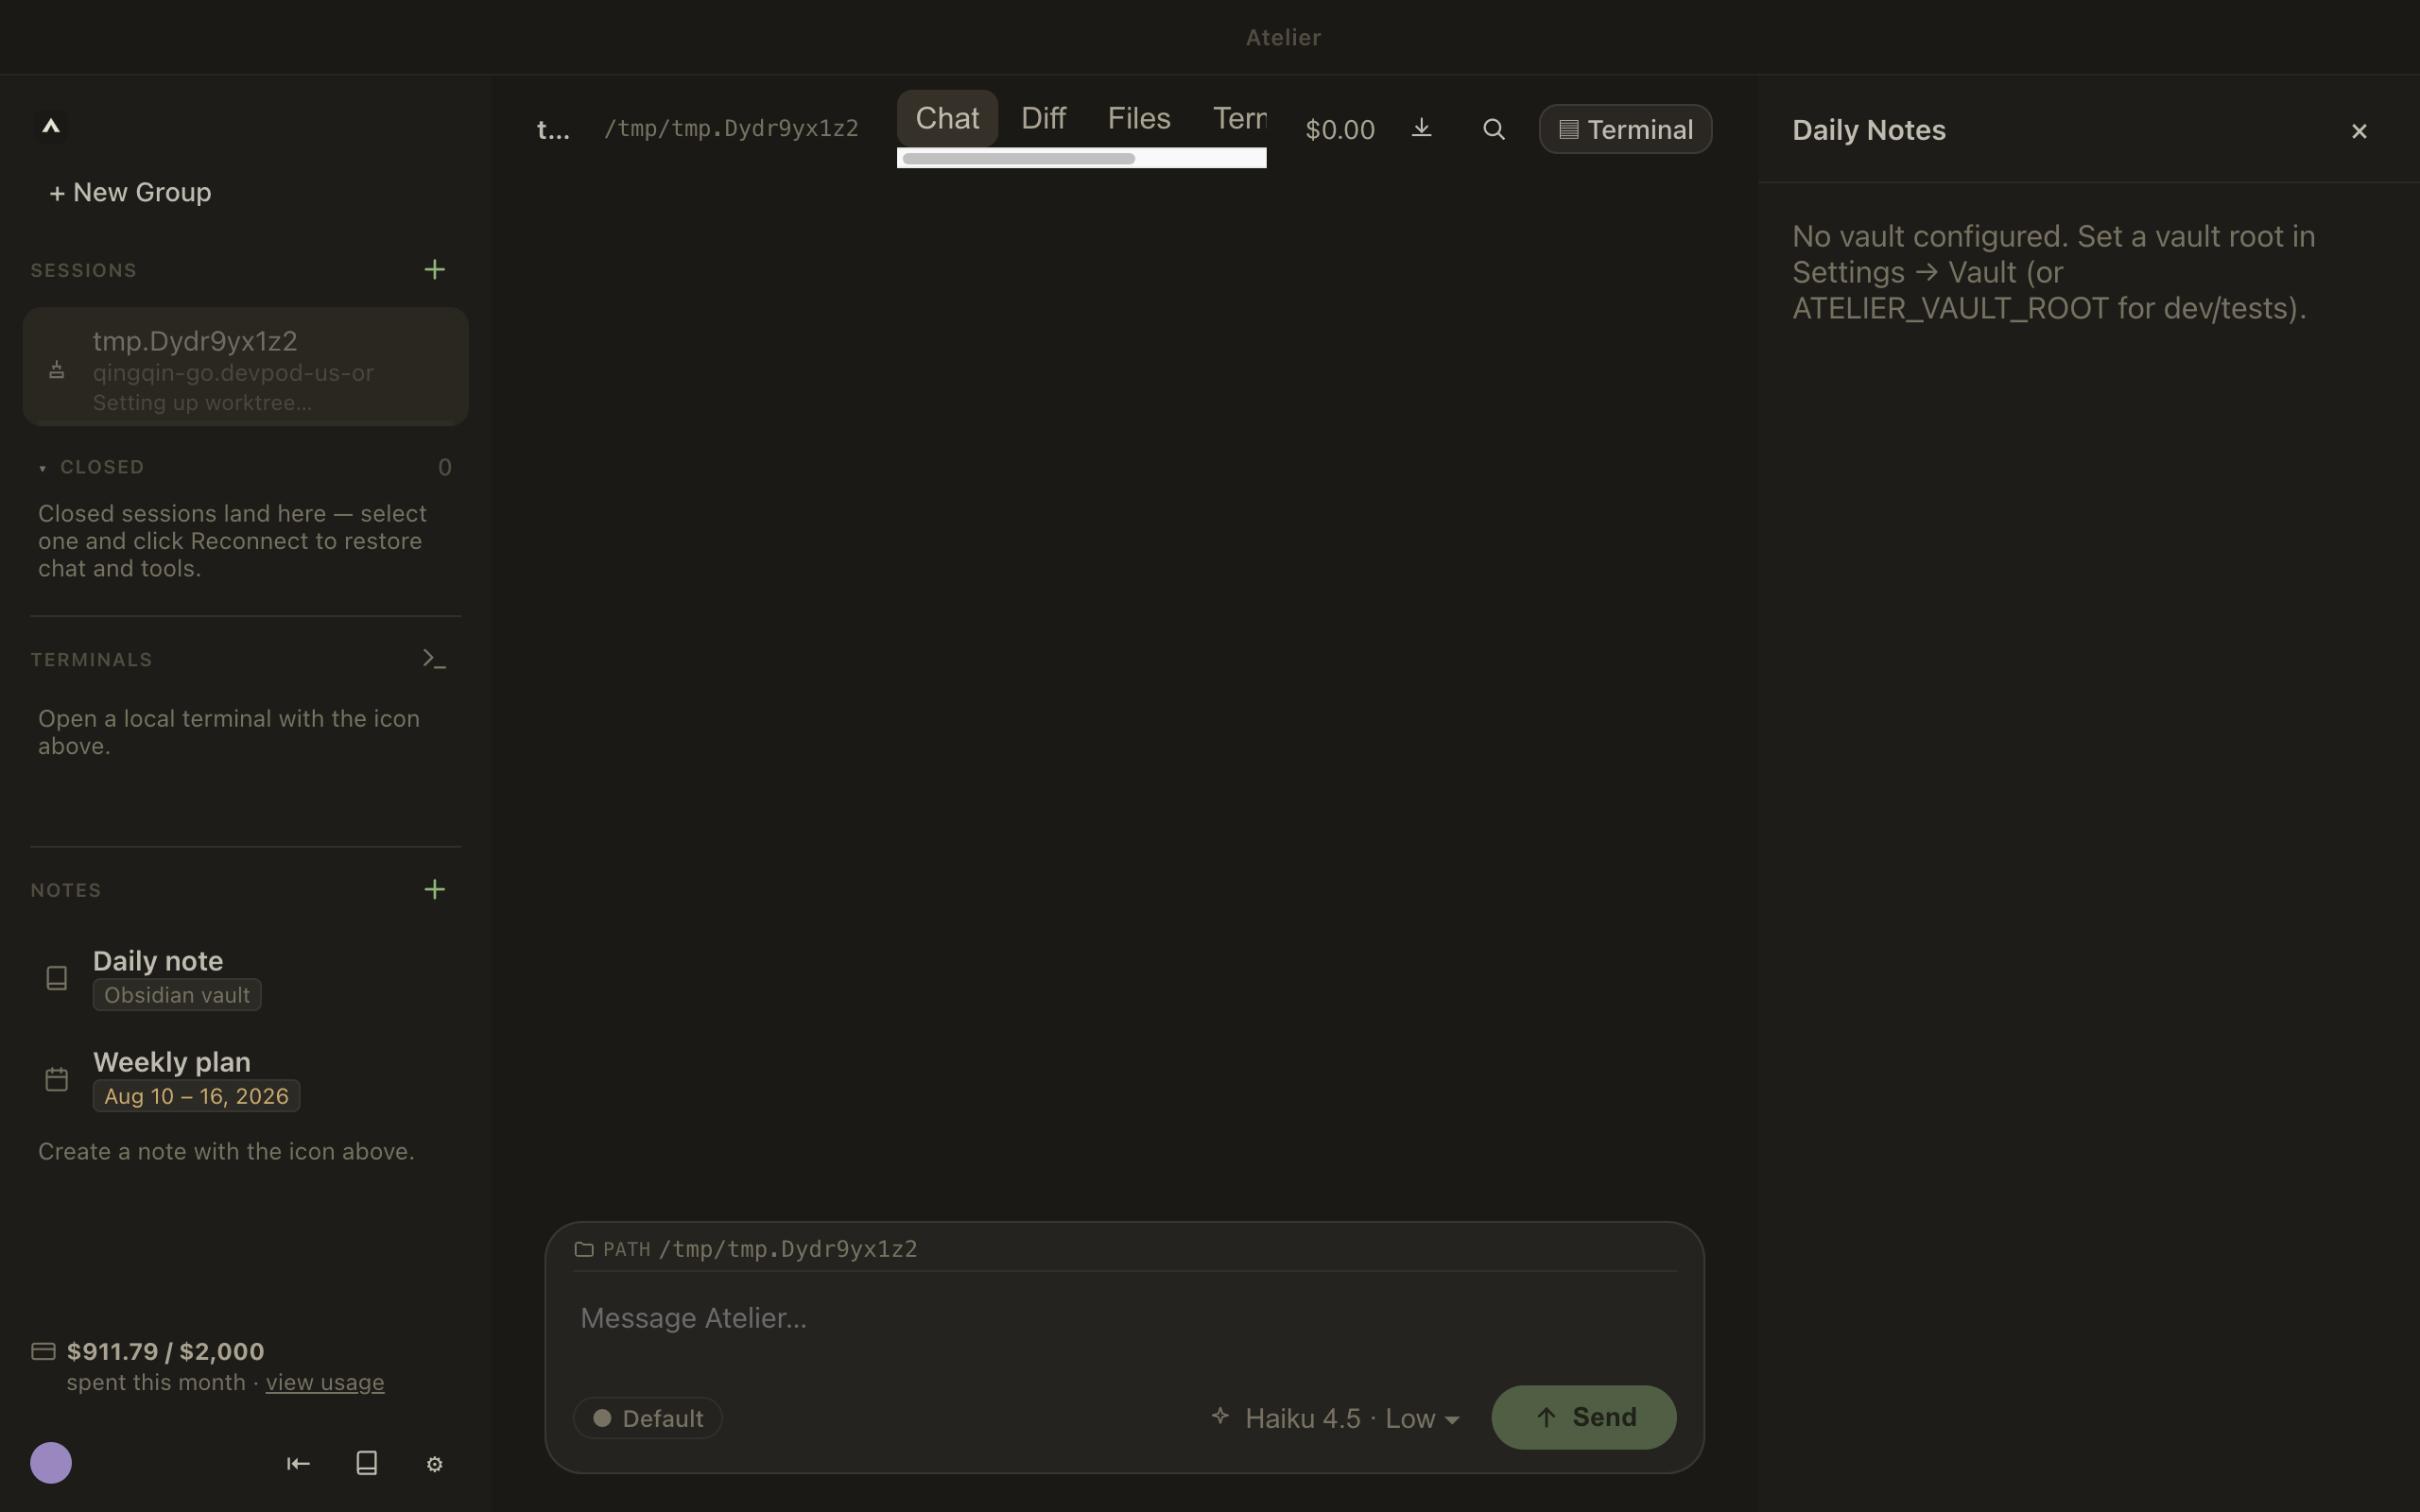 Atelier
+ New Group
SESSIONS
tmp.Dydr9yx1z2
qingqin-go.devpod-us-or
Setting up worktree...
CLOSED 0
Closed sessions land here — select
one and click Reconnect to restore
chat and tools.
TERMINALS
Open a local terminal with the icon
above.
NOTES
Daily note
Obsidian vault
Weekly plan
Aug 10 – 16, 2026
Create a note with the icon above.
$911.79 / $2,000
spent this month · view usage
t... /tmp/tmp.Dydr9yx1z2 Chat Diff Files Tern $0.00 Terminal
PATH /tmp/tmp.Dydr9yx1z2
Message Atelier...
Default Haiku 4.5 · Low Send
Daily Notes
No vault configured. Set a vault root in
Settings → Vault (or
ATELIER_VAULT_ROOT for dev/tests).